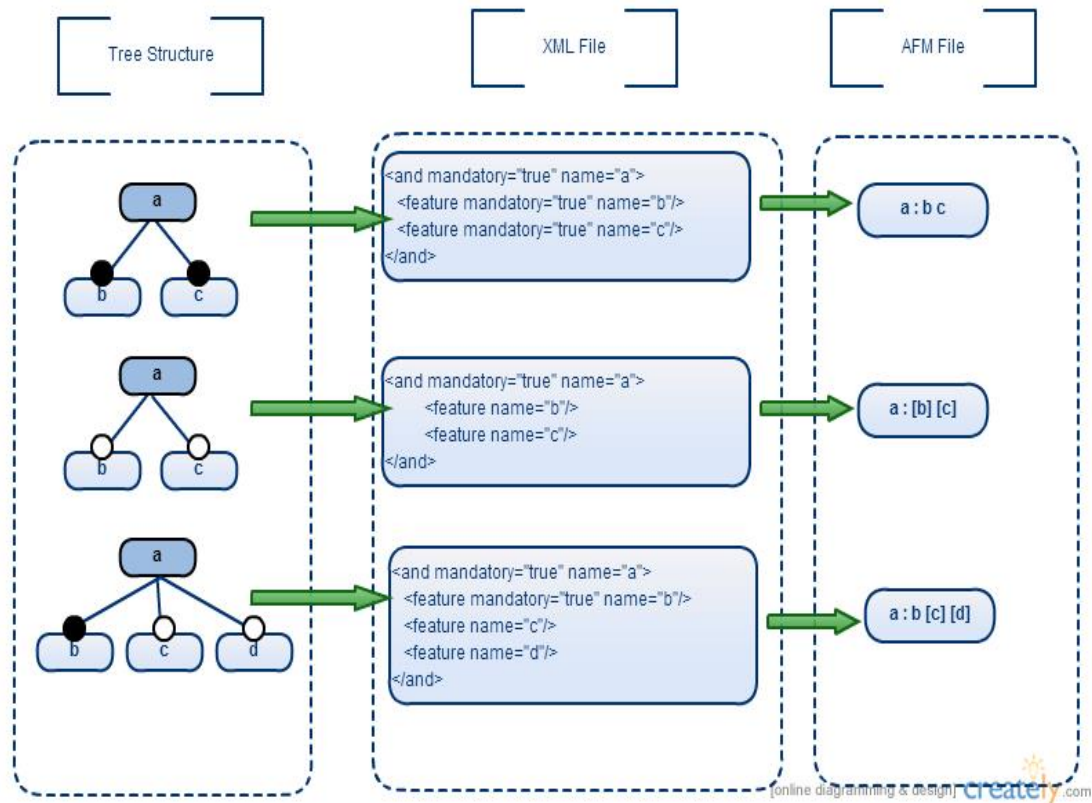 Tree Structure
XML File
AFM File
a
b
c
<and mandatory="true" name="a">
<feature mandatory="true" name="b"/>
<feature mandatory="true" name="c"/>
</and>
a : b c
a
b
c
<and mandatory="true" name="a">
<feature name="b"/>
<feature name="c"/>
</and>
a : [b] [c]
a
b
c
d
<and mandatory="true" name="a">
<feature mandatory="true" name="b"/>
<feature name="c"/>
<feature name="d"/>
</and>
a : b [c] [d]
[online diagramming & design] creately.com